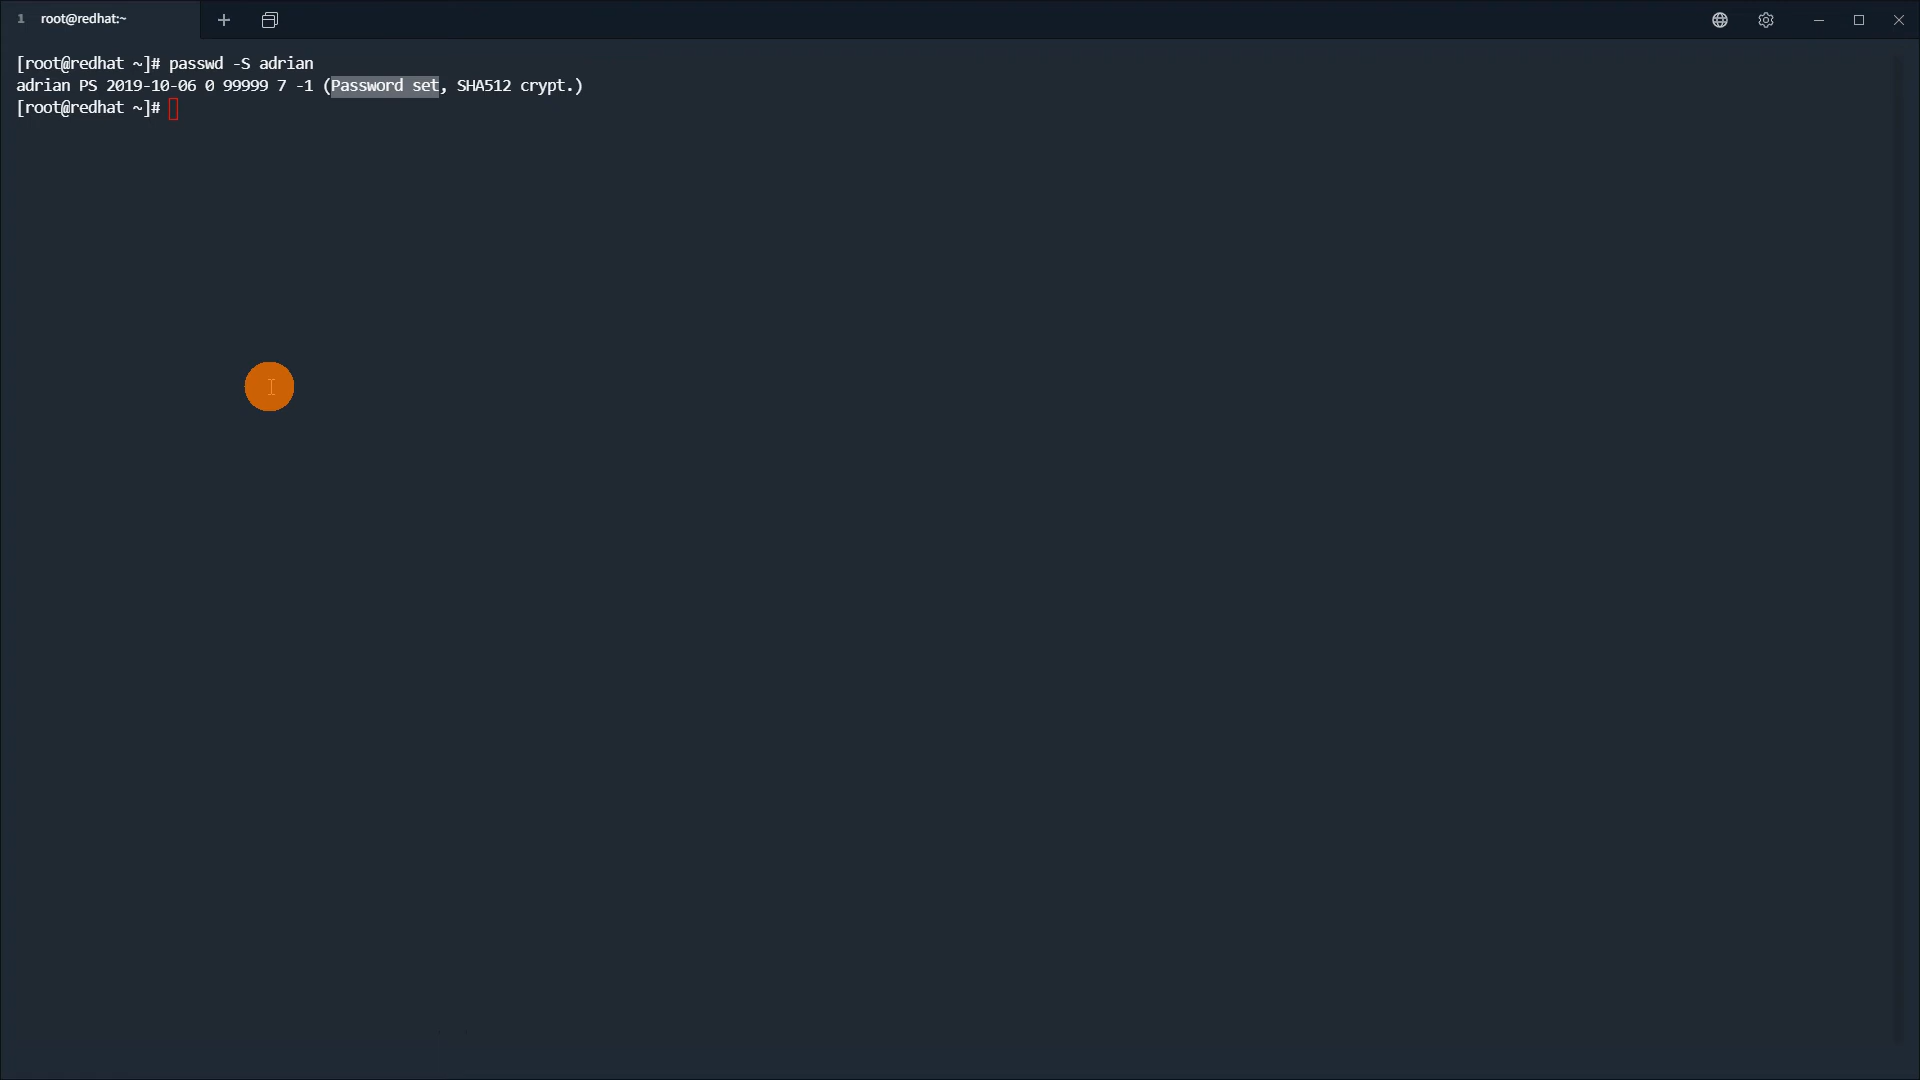 1 root@redhat:~
[root@redhat ~]# passwd -S adrian
adrian PS 2019-10-06 0 99999 7 -1 (Password set, SHA512 crypt.)
[root@redhat ~]#